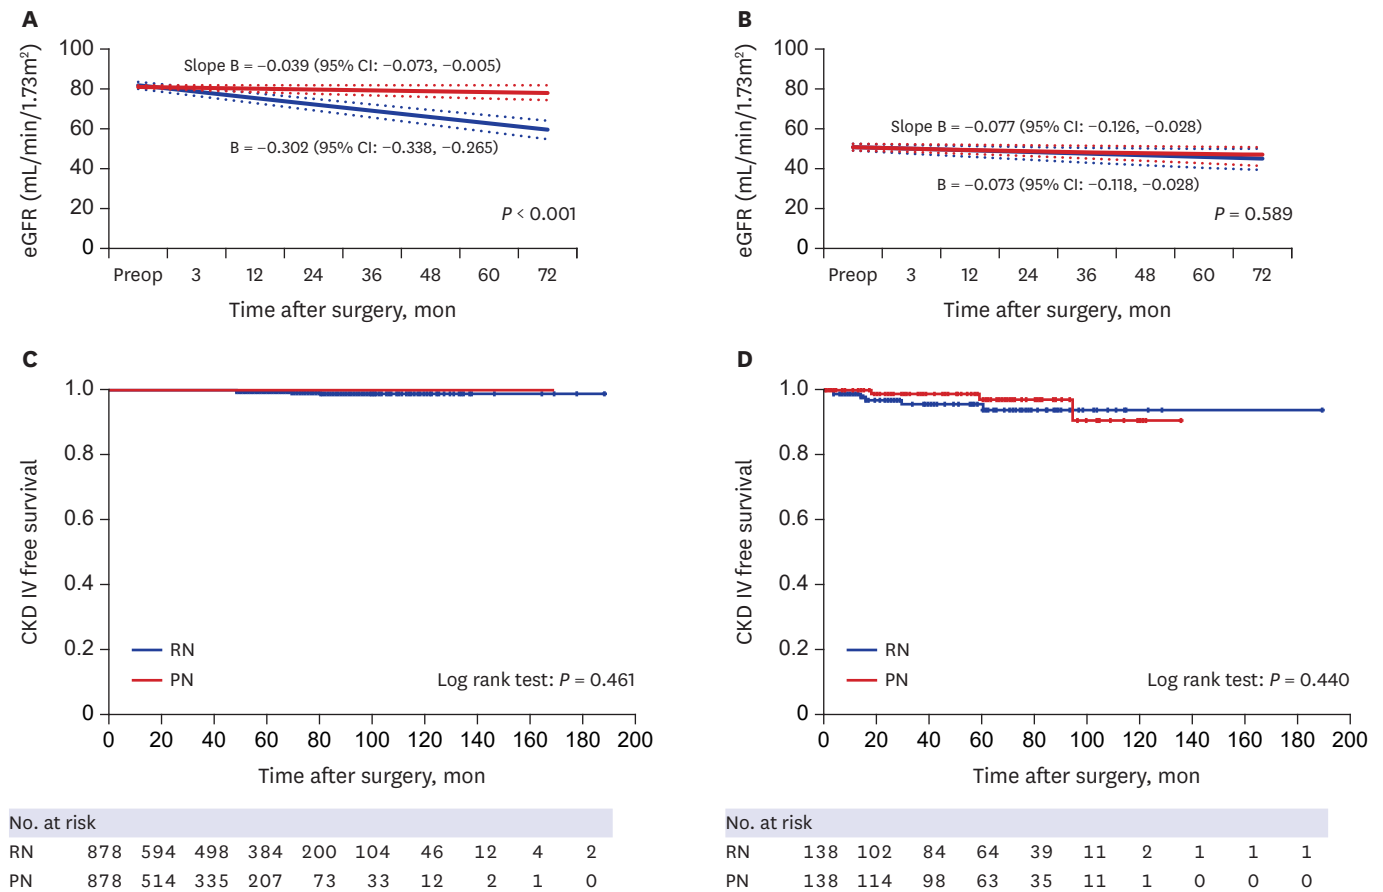 A
eGFR (mL/min/1.73m²)
100
80
60
40
20
0
Slope B = −0.039 (95% CI: −0.073, −0.005)
B = −0.302 (95% CI: −0.338, −0.265)
P < 0.001
Preop 3 12 24 36 48 60 72
Time after surgery, mon
B
eGFR (mL/min/1.73m²)
100
80
60
40
20
0
Slope B = −0.077 (95% CI: −0.126, −0.028)
B = −0.073 (95% CI: −0.118, −0.028)
P = 0.589
Preop 3 12 24 36 48 60 72
Time after surgery, mon
C
CKD IV free survival
1.0
0.8
0.6
0.4
0.2
0
RN
PN
Log rank test: P = 0.461
0 20 40 60 80 100 120 140 160 180 200
Time after surgery, mon
No. at risk
RN 878 594 498 384 200 104 46 12 4 2
PN 878 514 335 207 73 33 12 2 1 0
D
CKD IV free survival
1.0
0.8
0.6
0.4
0.2
0
RN
PN
Log rank test: P = 0.440
0 20 40 60 80 100 120 140 160 180 200
Time after surgery, mon
No. at risk
RN 138 102 84 64 39 11 2 1 1 1
PN 138 114 98 63 35 11 1 0 0 0